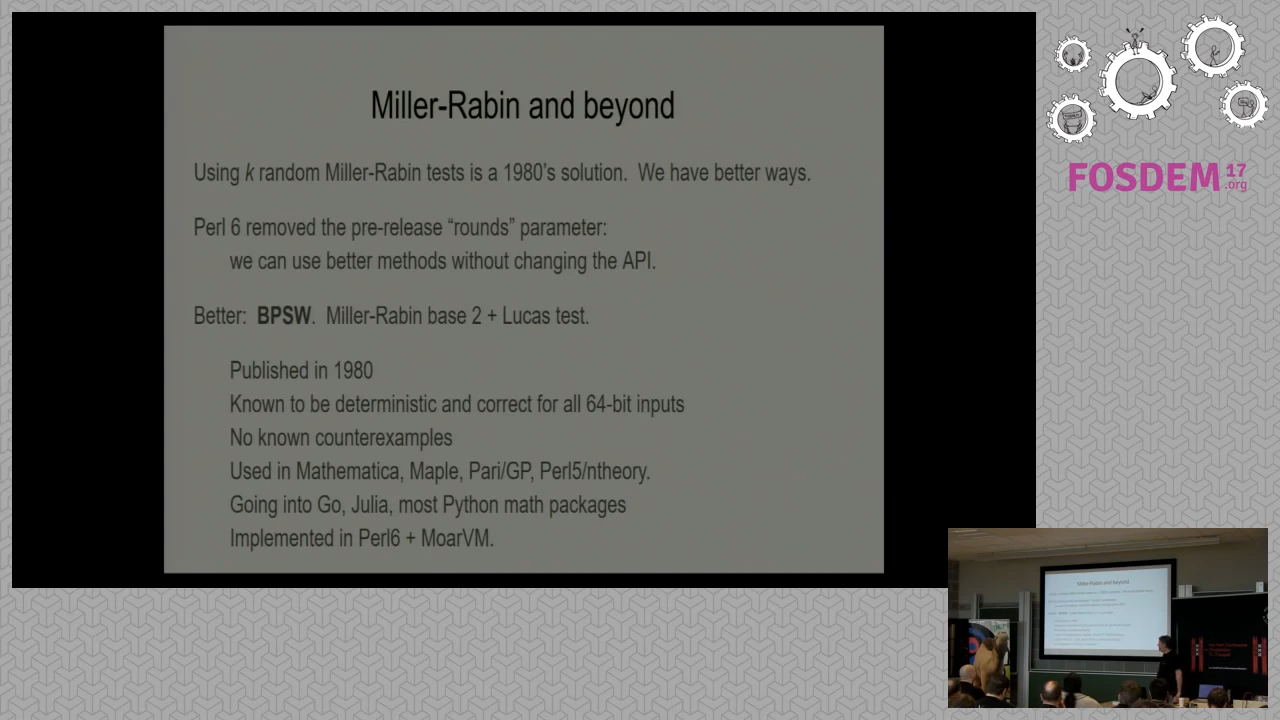 Miller-Rabin and beyond
Using k random Miller-Rabin tests is a 1980's solution. We have better ways.
Perl 6 removed the pre-release “rounds” parameter:
we can use better methods without changing the API.
Better: BPSW. Miller-Rabin base 2 + Lucas test.
Published in 1980
Known to be deterministic and correct for all 64-bit inputs
No known counterexamples
Used in Mathematica, Maple, Pari/GP, Perl5/ntheory.
Going into Go, Julia, most Python math packages
Implemented in Perl6 + MoarVM.
FOSDEM 17
.org
Miller-Rabin and beyond